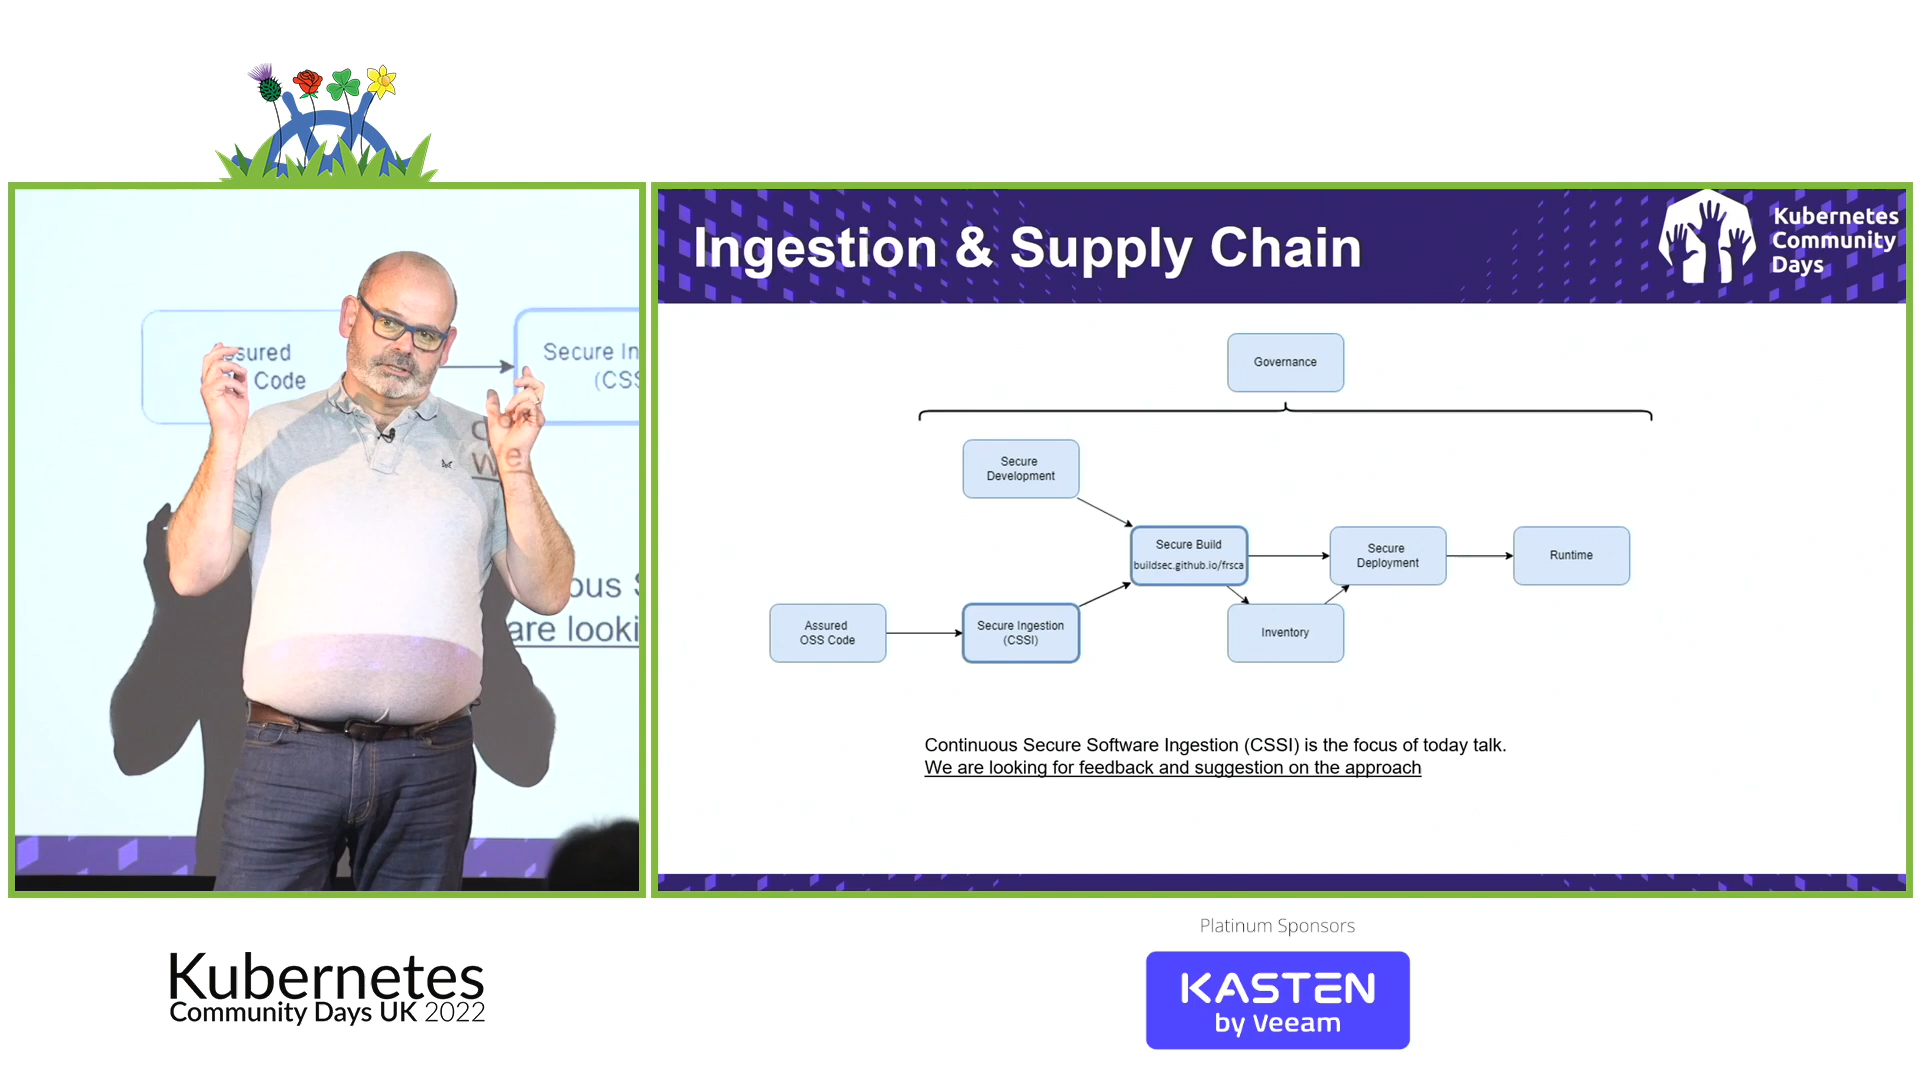 Ingestion & Supply Chain
Kubernetes
Community
Days
Governance
Secure
Development
Secure Build
buildsec.github.io/frsca
Secure
Deployment
Runtime
Assured
OSS Code
Secure Ingestion
(CSSI)
Inventory
Continuous Secure Software Ingestion (CSSI) is the focus of today talk.
We are looking for feedback and suggestion on the approach
sured
Code
Secure In
(CSS
We
ous S
are looki
Kubernetes
Community Days UK 2022
Platinum Sponsors
KASTEN
by Veeam